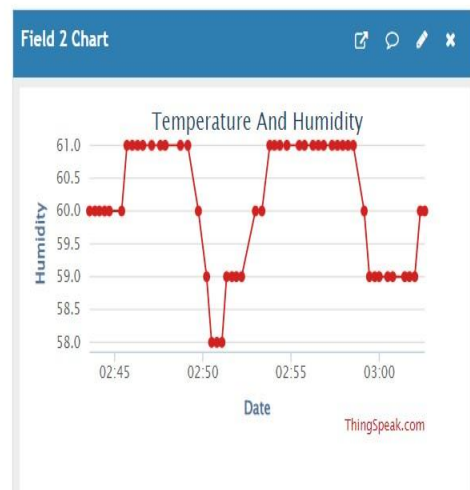 Field 2 Chart
Temperature And Humidity
61.0
60.5
60.0
59.5
59.0
58.5
58.0
Humidity
02:45 02:50 02:55 03:00
Date
ThingSpeak.com